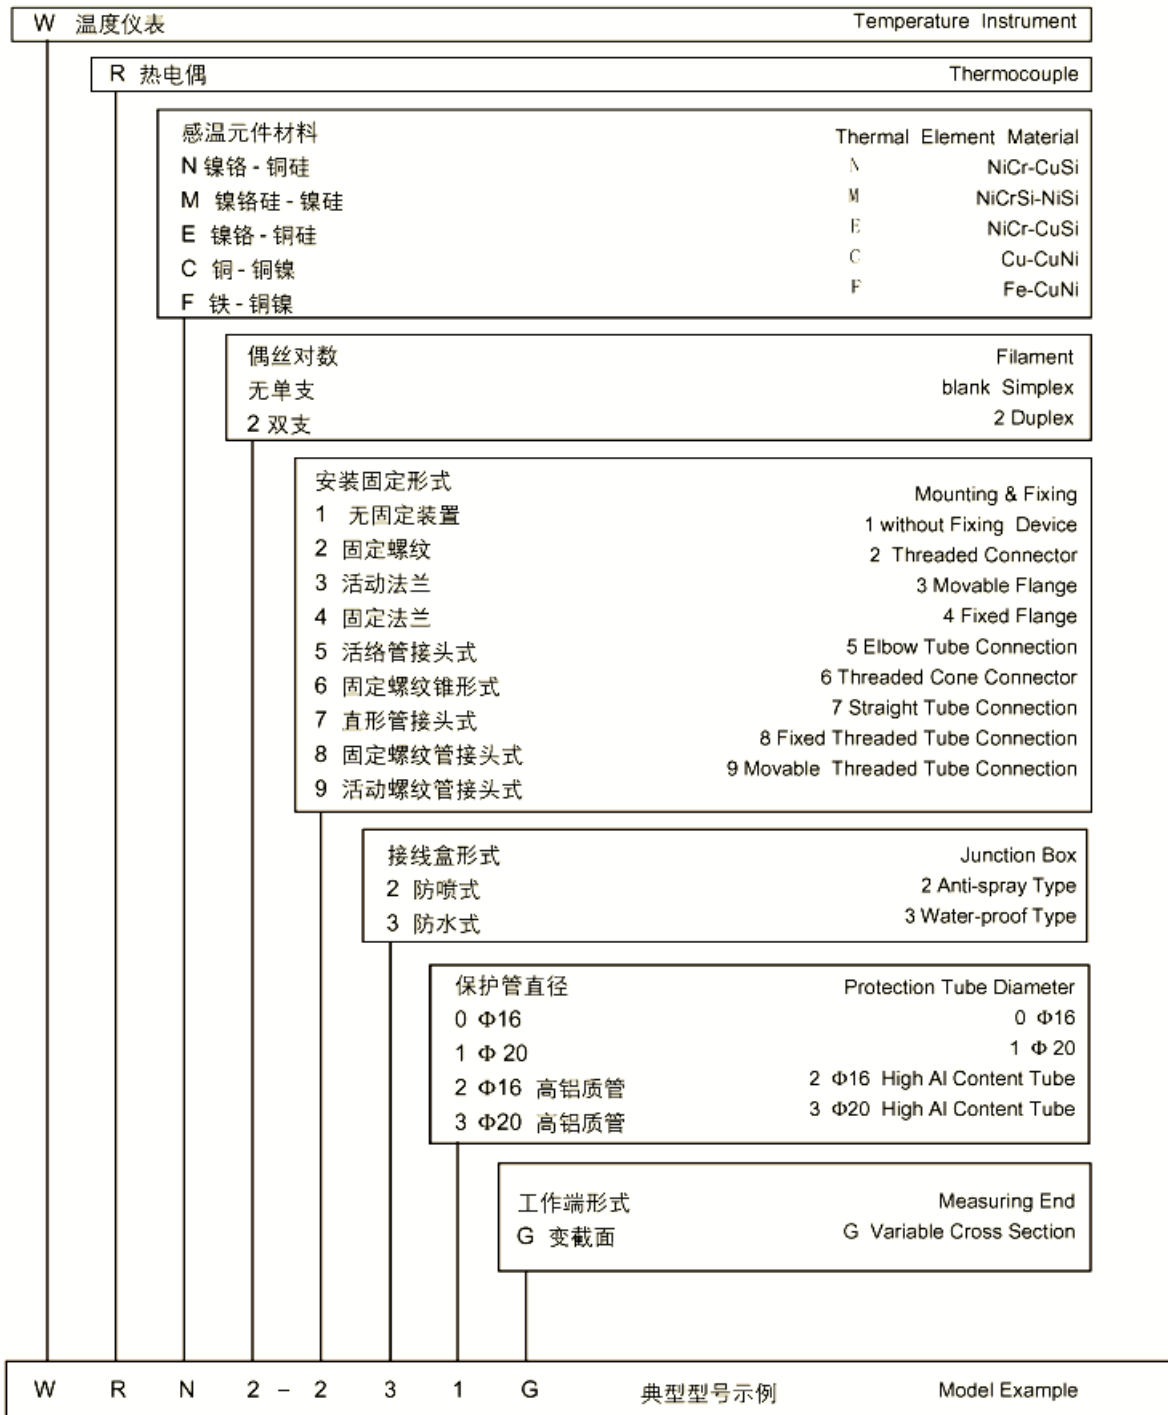 W 温度仪表 Temperature Instrument
R 热电偶 Thermocouple
感温元件材料 Thermal Element Material
N 镍铬 - 铜硅 N NiCr-CuSi
M 镍铬硅 - 镍硅 M NiCrSi-NiSi
E 镍铬 - 铜硅 E NiCr-CuSi
C 铜 - 铜镍 C Cu-CuNi
F 铁 - 铜镍 F Fe-CuNi
偶丝对数 Filament
无单支 blank Simplex
2 双支 2 Duplex
安装固定形式 Mounting & Fixing
1 无固定装置 1 without Fixing Device
2 固定螺纹 2 Threaded Connector
3 活动法兰 3 Movable Flange
4 固定法兰 4 Fixed Flange
5 活络管接头式 5 Elbow Tube Connection
6 固定螺纹锥形式 6 Threaded Cone Connector
7 直形管接头式 7 Straight Tube Connection
8 固定螺纹管接头式 8 Fixed Threaded Tube Connection
9 活动螺纹管接头式 9 Movable Threaded Tube Connection
接线盒形式 Junction Box
2 防喷式 2 Anti-spray Type
3 防水式 3 Water-proof Type
保护管直径 Protection Tube Diameter
0 Φ16 0 Φ16
1 Φ 20 1 Φ 20
2 Φ16 高铝质管 2 Φ16 High Al Content Tube
3 Φ20 高铝质管 3 Φ20 High Al Content Tube
工作端形式 Measuring End
G 变截面 G Variable Cross Section
W R N 2 - 2 3 1 G 典型型号示例 Model Example